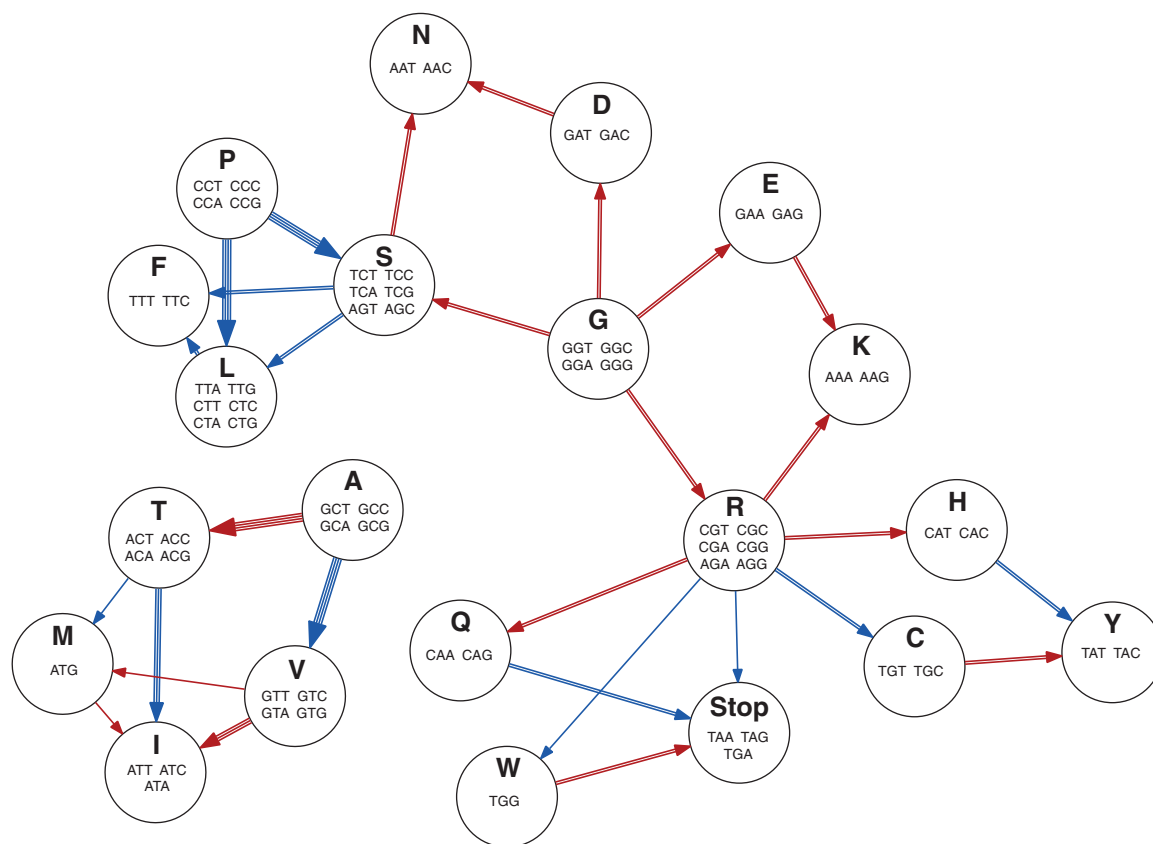 N
AAT AAC
D
GAT GAC
P
CCT CCC
CCA CCG
E
GAA GAG
S
TCT TCC
TCA TCG
AGT AGC
F
TTT TTC
G
GGT GGC
GGA GGG
K
AAA AAG
L
TTA TTG
CTT CTC
CTA CTG
A
GCT GCC
GCA GCG
T
ACT ACC
ACA ACG
R
CGT CGC
CGA CGG
AGA AGG
H
CAT CAC
Q
CAA CAG
C
TGT TGC
Y
TAT TAC
M
ATG
V
GTT GTC
GTA GTG
Stop
TAA TAG
TGA
I
ATT ATC
ATA
W
TGG